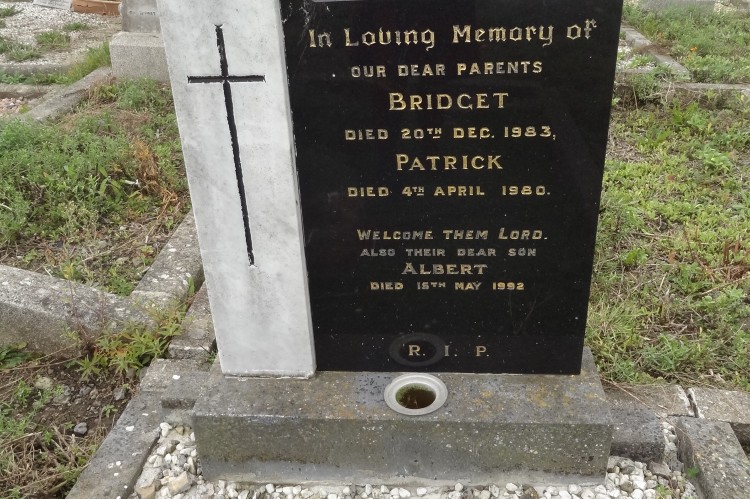 In Loving Memory of
OUR DEAR PARENTS
BRIDGET
DIED 20TH DEC. 1983,
PATRICK
DIED 4TH APRIL 1980.
WELCOME THEM LORD.
ALSO THEIR DEAR SON
ALBERT
DIED 15TH MAY 1992
R. I. P.